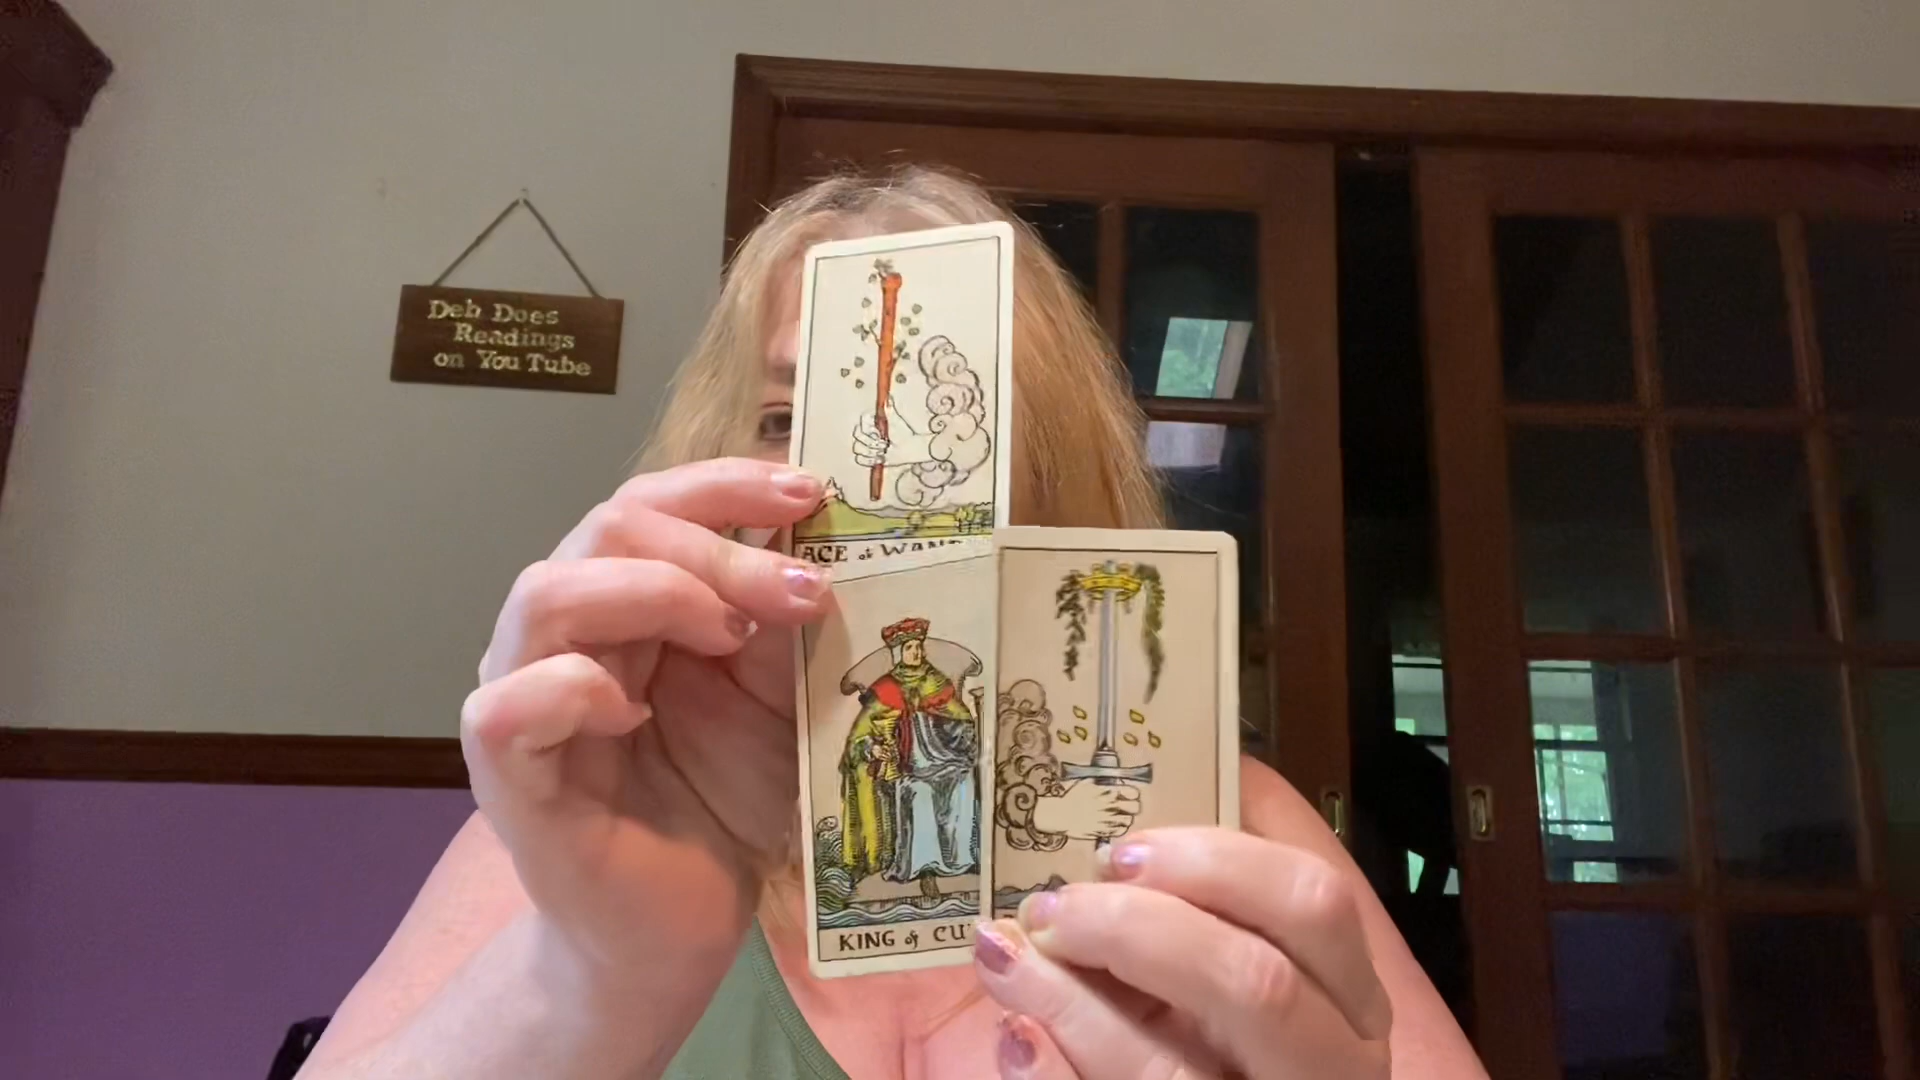 Deb Does
Readings
on You Tube
ACE of WAND
KING of CU